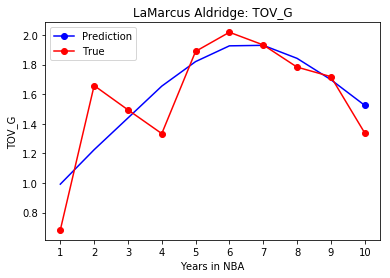 LaMarcus Aldridge: TOV_G
Prediction
True
TOV_G
2.0
1.8
1.6
1.4
1.2
1.0
0.8
1 2 3 4 5 6 7 8 9 10
Years in NBA